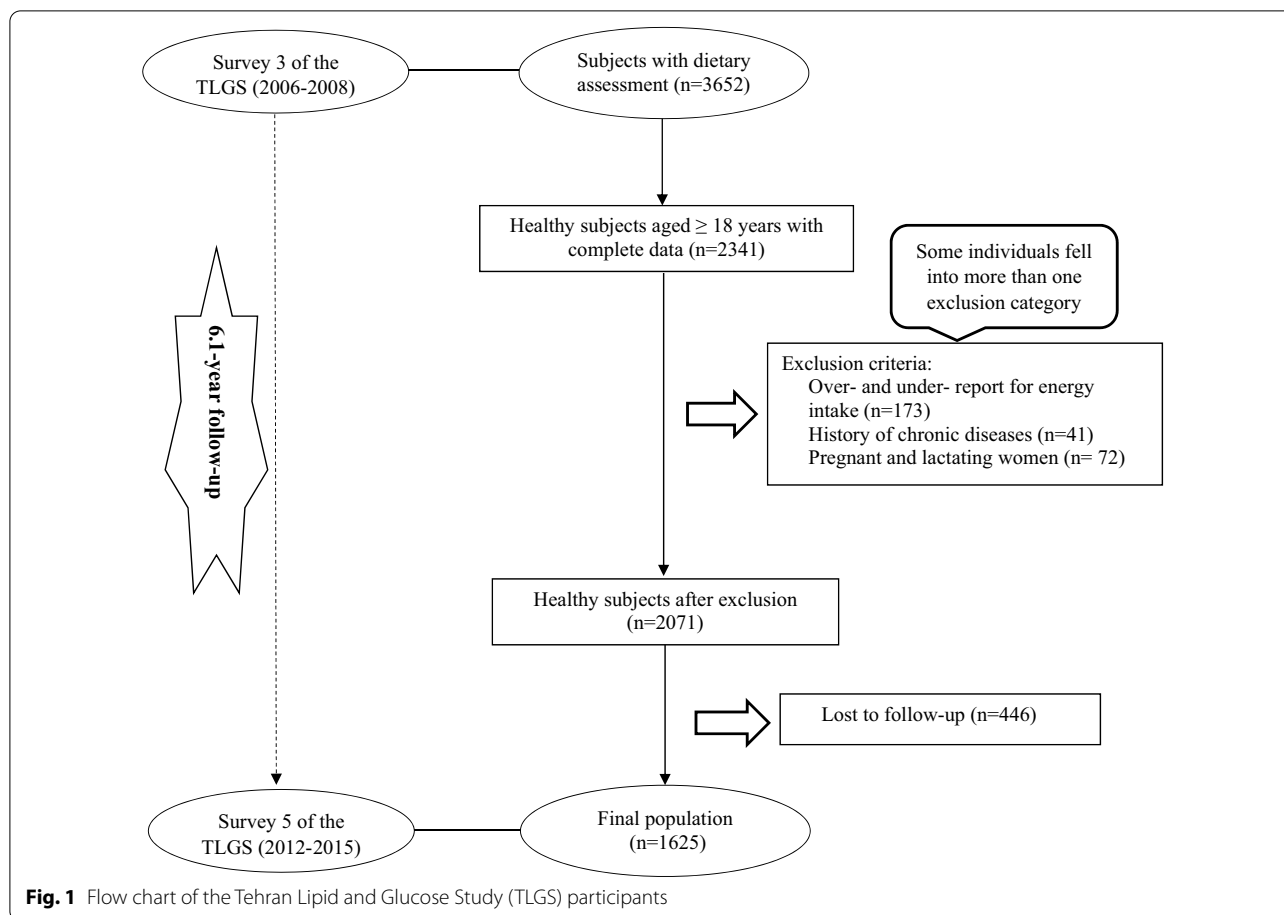 Survey 3 of the
TLGS (2006-2008)
Subjects with dietary
assessment (n=3652)
Healthy subjects aged ≥ 18 years with
complete data (n=2341)
Some individuals fell
into more than one
exclusion category
6.1-year follow-up
Exclusion criteria:
Over- and under- report for energy
intake (n=173)
History of chronic diseases (n=41)
Pregnant and lactating women (n= 72)
Healthy subjects after exclusion
(n=2071)
Lost to follow-up (n=446)
Survey 5 of the
TLGS (2012-2015)
Final population
(n=1625)
Fig. 1 Flow chart of the Tehran Lipid and Glucose Study (TLGS) participants